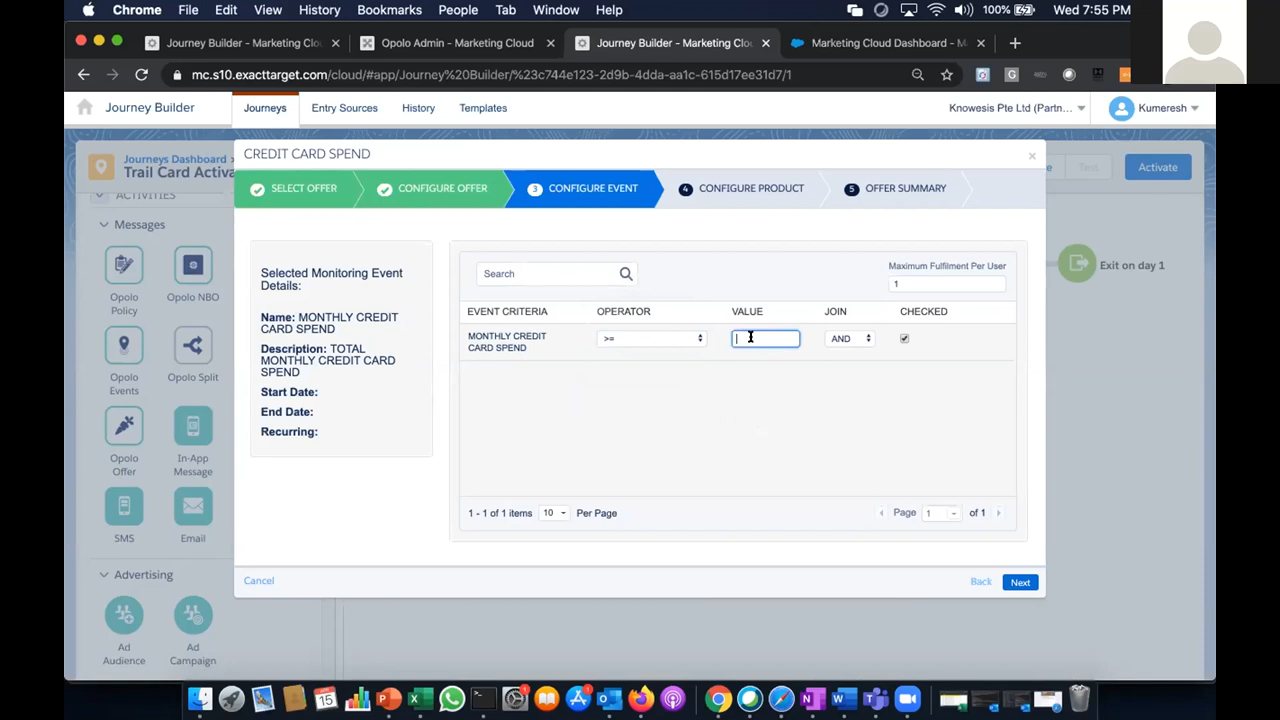 Chrome File Edit View History Bookmarks People Tab Window Help 100% Wed 7:55 PM
Journey Builder - Marketing Clo × Opolo Admin - Marketing Cloud × Journey Builder - Marketing Clo × Marketing Cloud Dashboard - M ×
mc.s10.exacttarget.com/cloud/#app/Journey%20Builder/%23c744e123-2d9b-4dda-aa1c-615d17ee31d7/1
Journey Builder Journeys Entry Sources History Templates Knowesis Pte Ltd (Partn... Kumeresh
Journeys Dashboard
Trail Card Activa
Test Activate
ACTIVITIES
Messages
Opolo Policy
Opolo NBO
Opolo Events
Opolo Split
Opolo Offer
In-App Message
SMS
Email
Advertising
Ad Audience
Ad Campaign
Exit on day 1
CREDIT CARD SPEND ×
SELECT OFFER CONFIGURE OFFER 3 CONFIGURE EVENT 4 CONFIGURE PRODUCT 5 OFFER SUMMARY
Selected Monitoring Event
Details:
Name: MONTHLY CREDIT
CARD SPEND
Description: TOTAL
MONTHLY CREDIT CARD
SPEND
Start Date:
End Date:
Recurring:
Search
Maximum Fulfilment Per User
1
EVENT CRITERIA OPERATOR VALUE JOIN CHECKED
MONTHLY CREDIT
CARD SPEND
>= AND
1 - 1 of 1 items 10 Per Page Page 1 of 1
Cancel Back Next
15